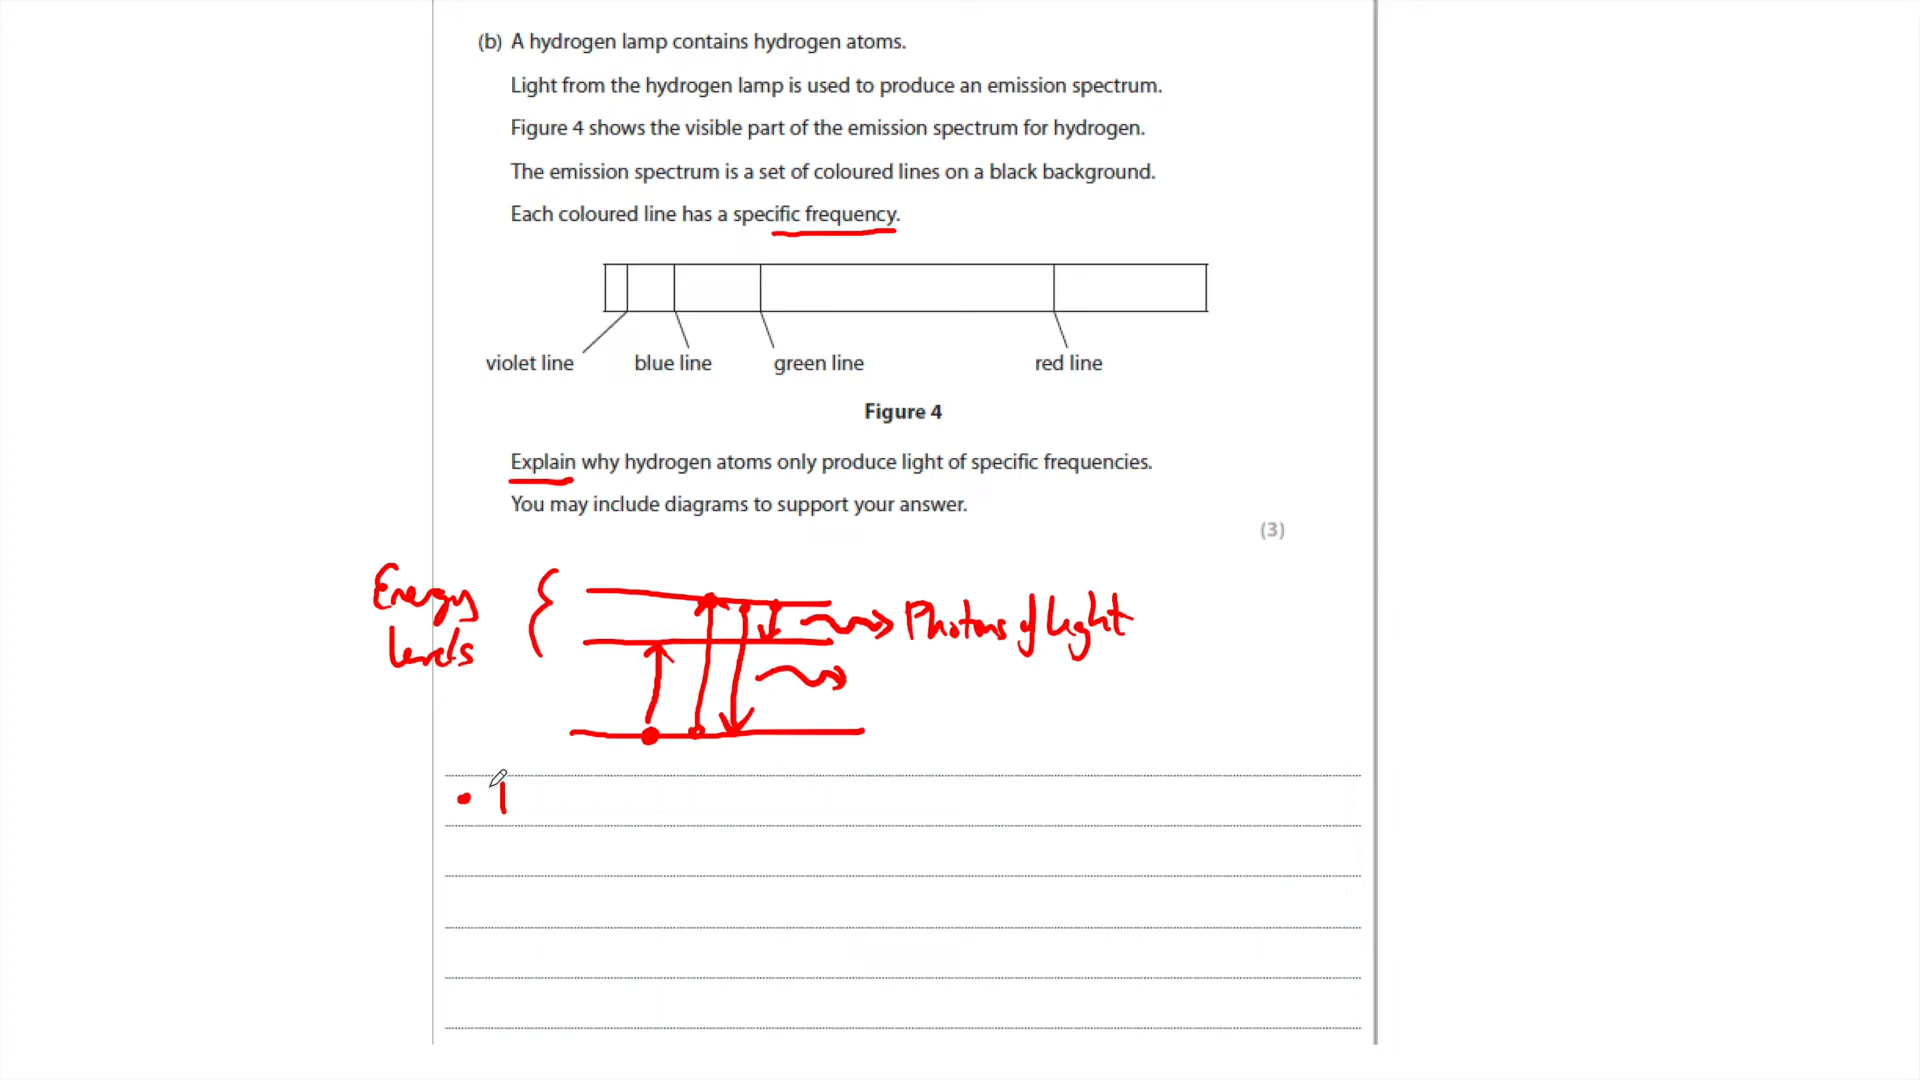 (b) A hydrogen lamp contains hydrogen atoms.
Light from the hydrogen lamp is used to produce an emission spectrum.
Figure 4 shows the visible part of the emission spectrum for hydrogen.
The emission spectrum is a set of coloured lines on a black background.
Each coloured line has a specific frequency.
violet line
blue line
green line
red line
Figure 4
Explain why hydrogen atoms only produce light of specific frequencies.
You may include diagrams to support your answer.
(3)
Energy
levels
Photons of light